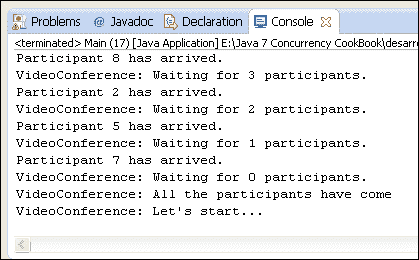 Problems @ Javadoc Declaration Console
<terminated> Main (17) [Java Application] E:\Java 7 Concurrency CookBook\desarro
Participant 8 has arrived.
VideoConference: Waiting for 3 participants.
Participant 2 has arrived.
VideoConference: Waiting for 2 participants.
Participant 5 has arrived.
VideoConference: Waiting for 1 participants.
Participant 7 has arrived.
VideoConference: Waiting for 0 participants.
VideoConference: All the participants have come
VideoConference: Let's start...